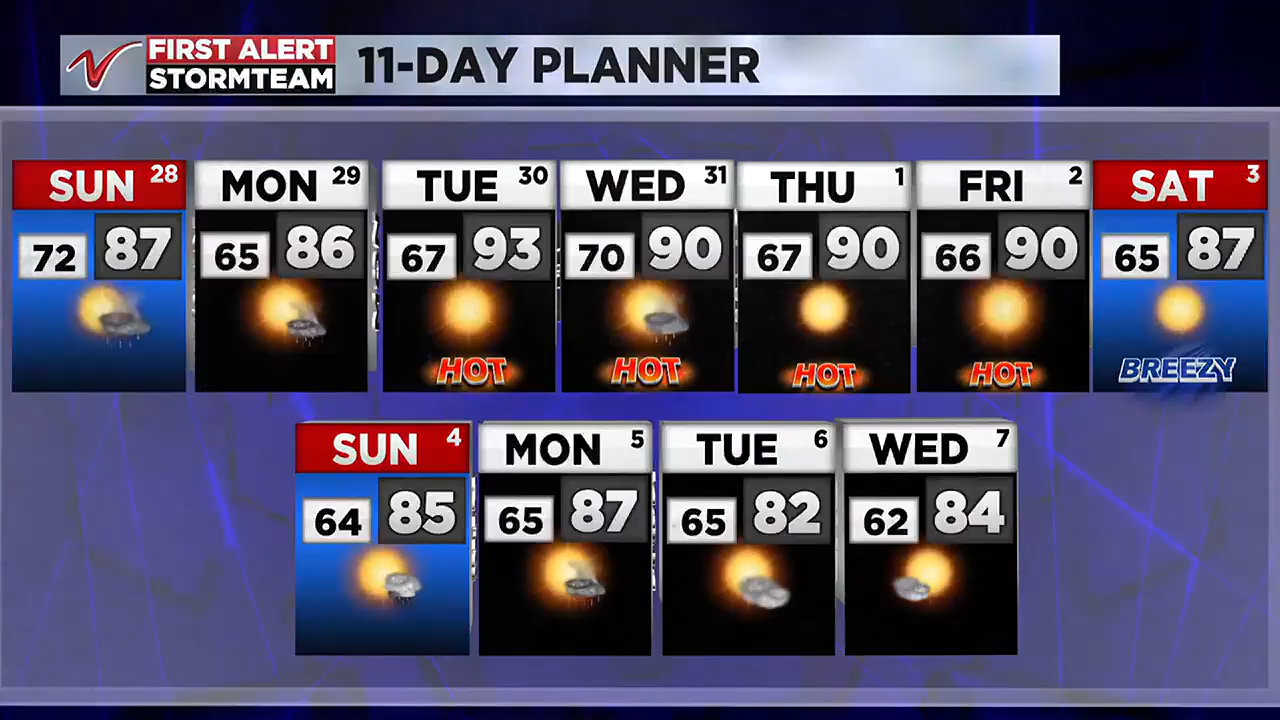 FIRST ALERT
STORMTEAM
11-DAY PLANNER
SUN 28
72 87
MON 29
65 86
TUE 30
67 93
HOT
WED 31
70 90
HOT
THU 1
67 90
HOT
FRI 2
66 90
HOT
SAT 3
65 87
BREEZY
SUN 4
64 85
MON 5
65 87
TUE 6
65 82
WED 7
62 84